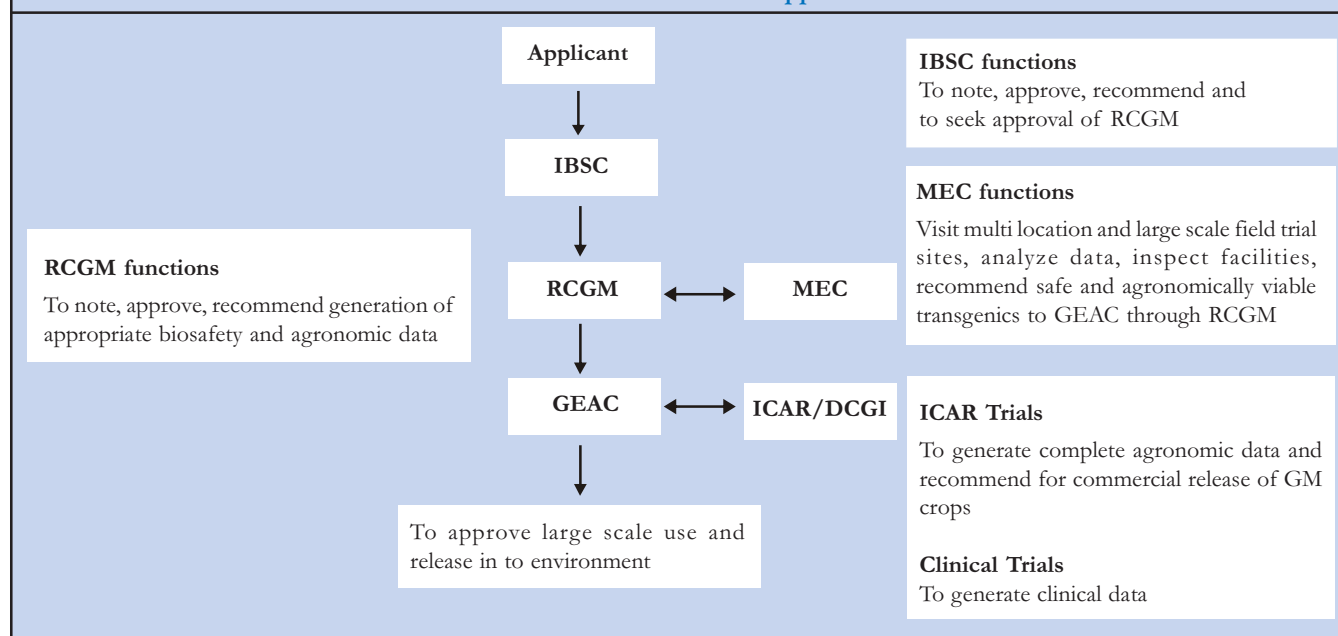 Applicant
IBSC
RCGM
MEC
GEAC
ICAR/DCGI
To approve large scale use and
release in to environment
RCGM functions
To note, approve, recommend generation of
appropriate biosafety and agronomic data
IBSC functions
To note, approve, recommend and
to seek approval of RCGM
MEC functions
Visit multi location and large scale field trial
sites, analyze data, inspect facilities,
recommend safe and agronomically viable
transgenics to GEAC through RCGM
ICAR Trials
To generate complete agronomic data and
recommend for commercial release of GM
crops
Clinical Trials
To generate clinical data